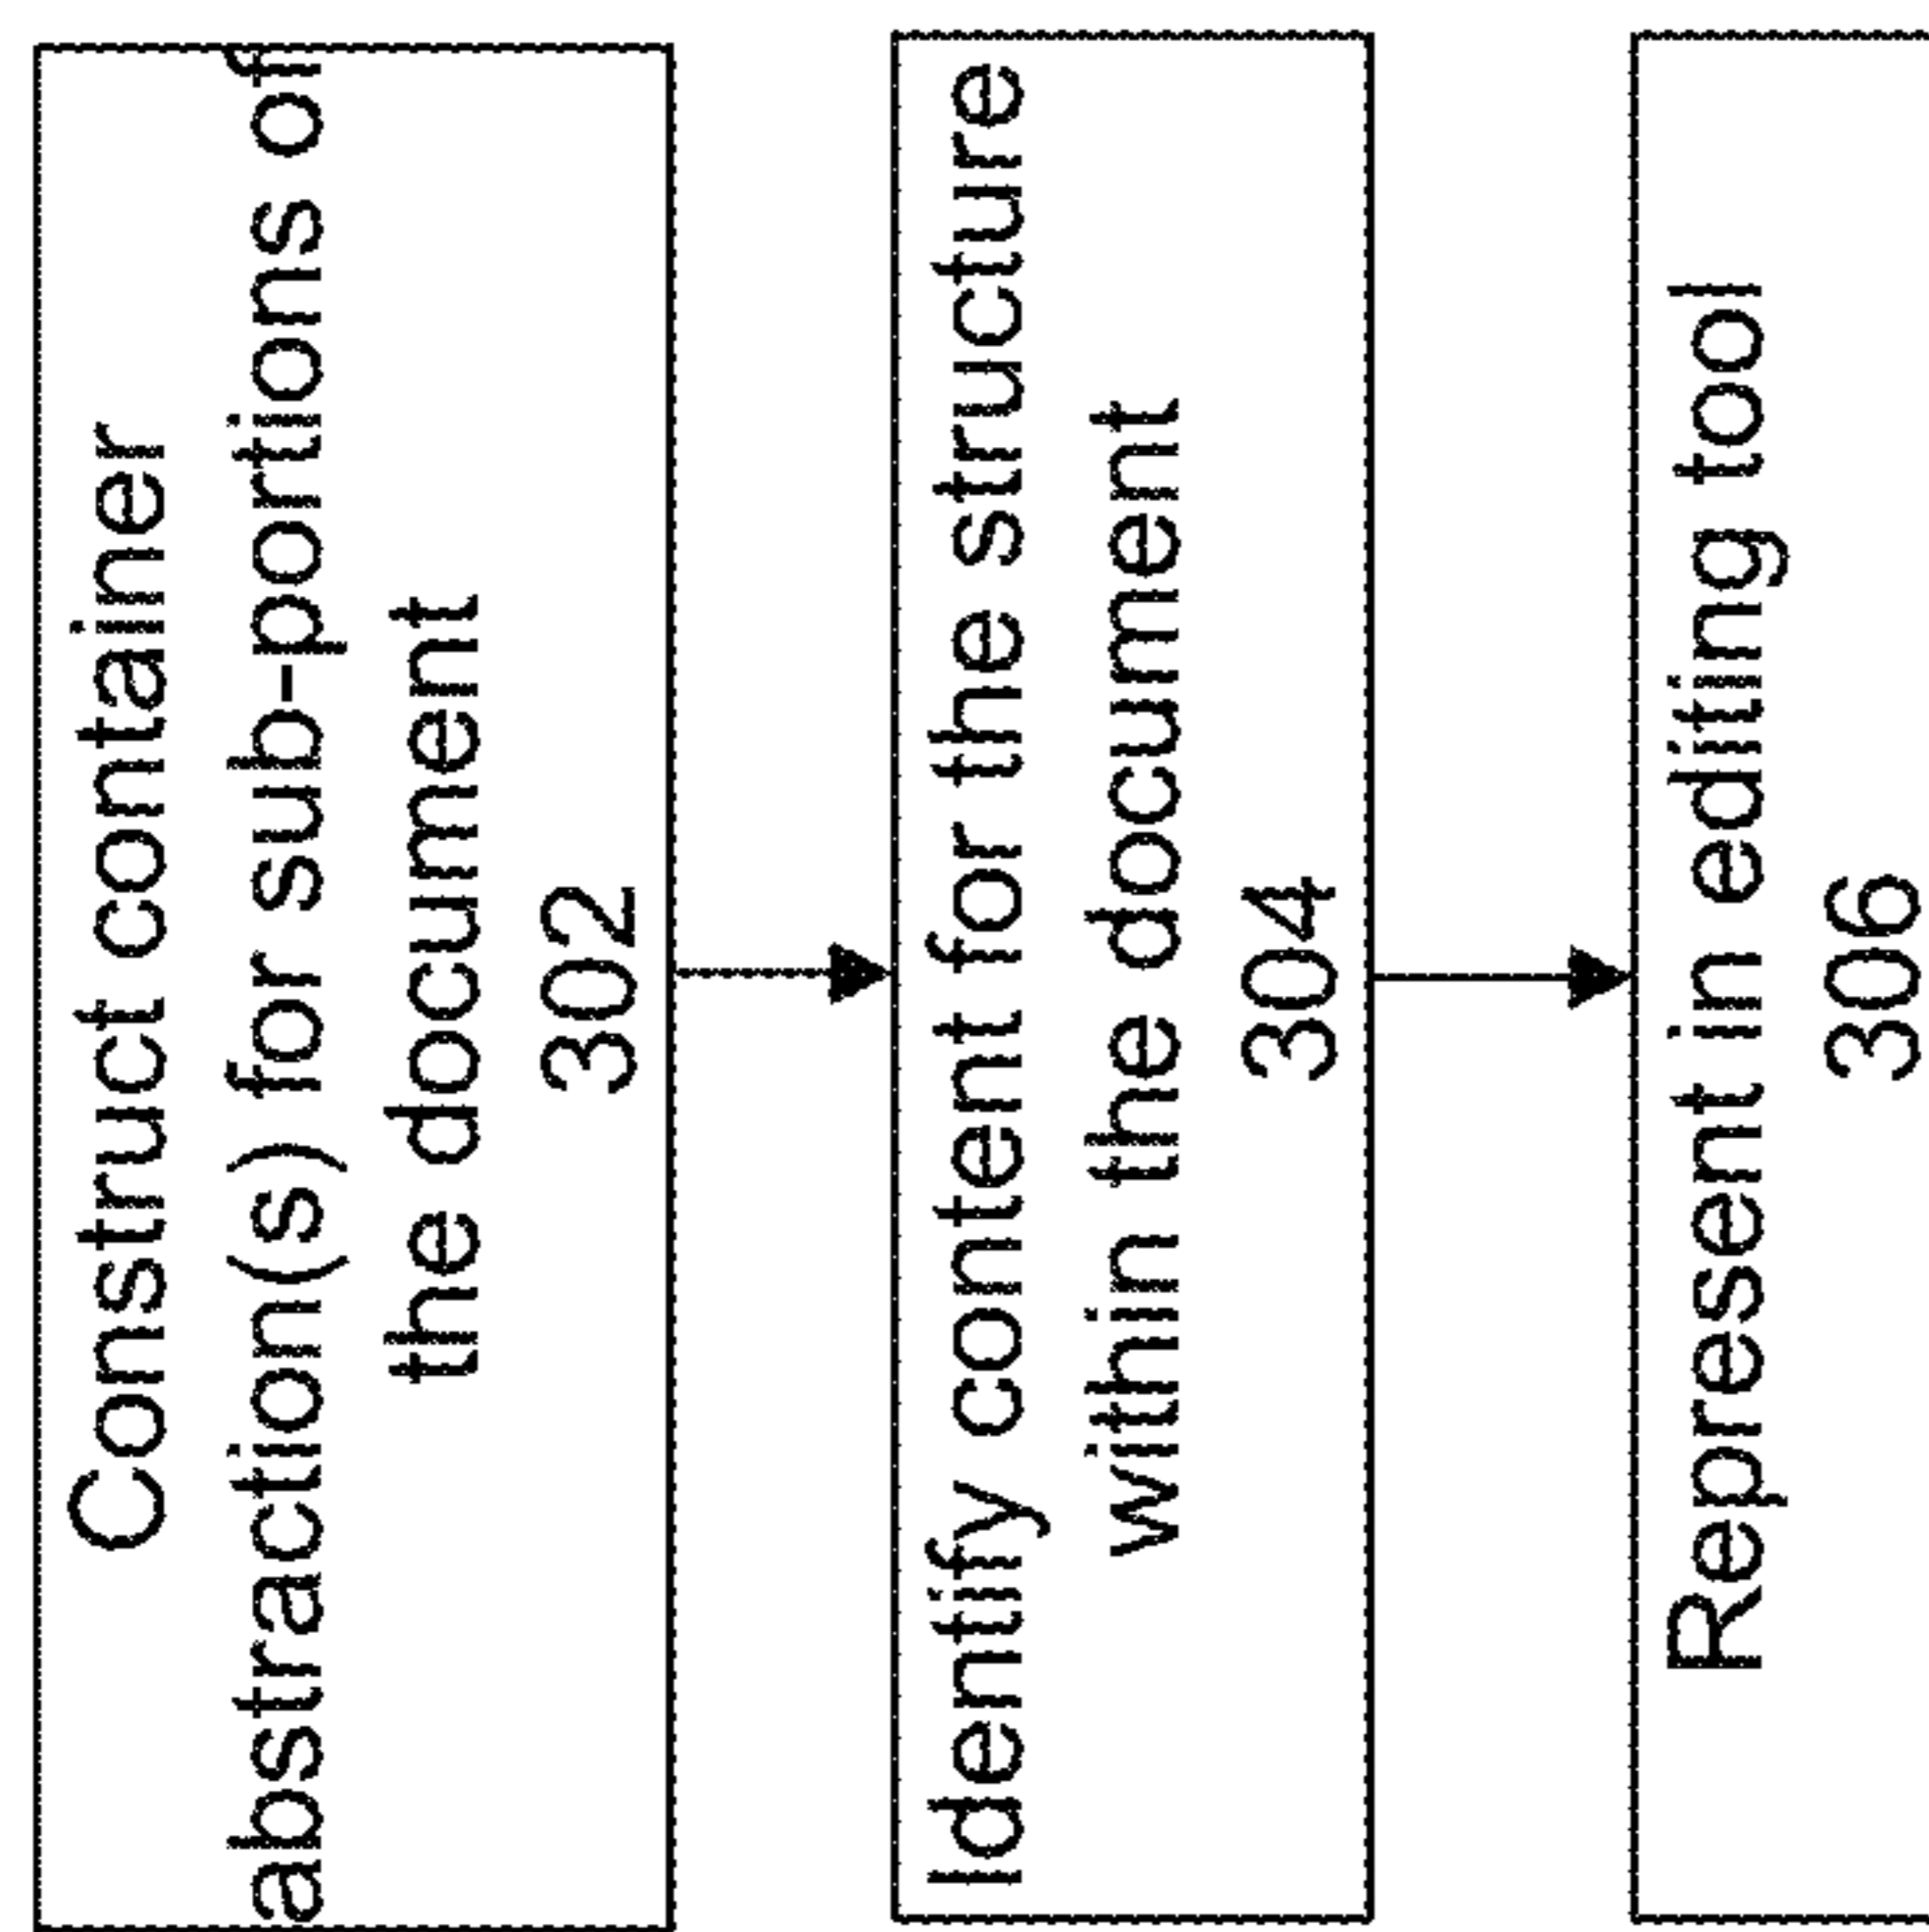 Construct container
abstraction(s) for sub-portions of
the document
302
Identify content for the structure
within the document
304
Represent in editing tool
306